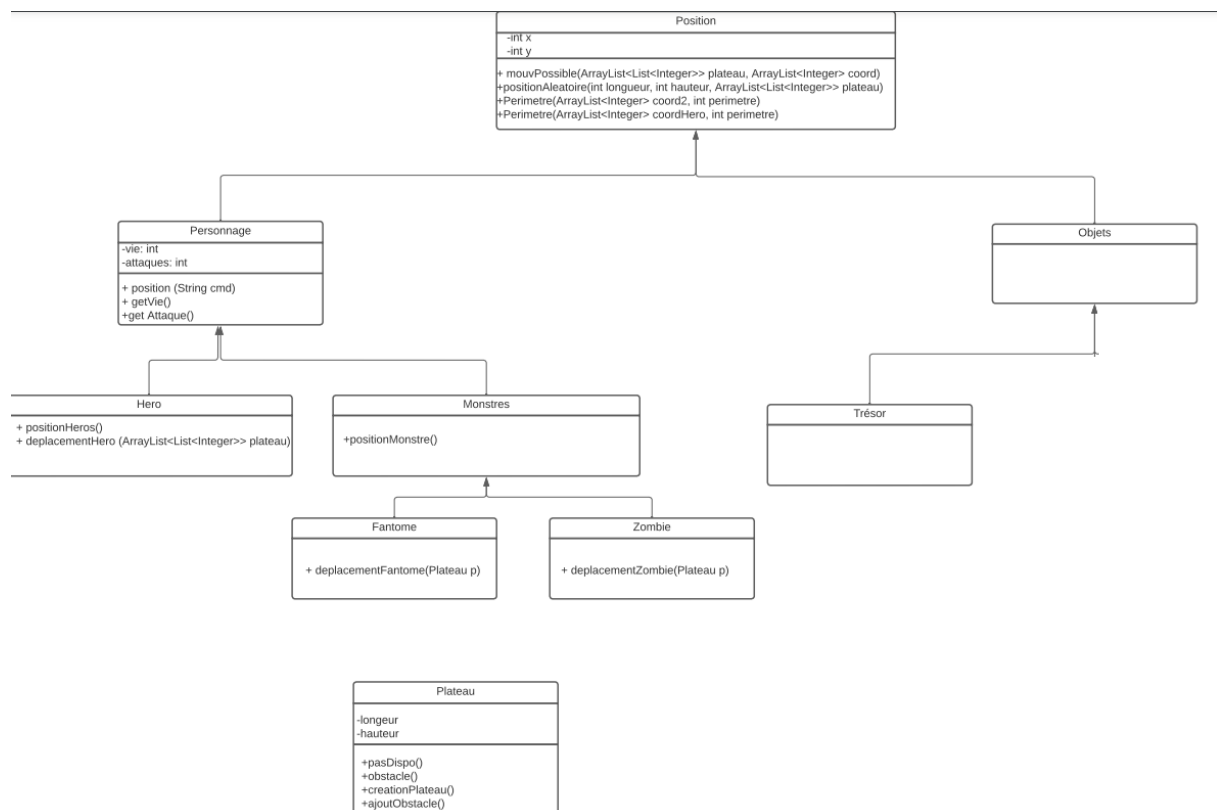 Position
-int x
-int y
+ mouvPossible(ArrayList<List<Integer>> plateau, ArrayList<Integer> coord)
+positionAleatoire(int longueur, int hauteur, ArrayList<List<Integer>> plateau)
+Perimetre(ArrayList<Integer> coord2, int perimetre)
+Perimetre(ArrayList<Integer> coordHero, int perimetre)
Personnage
-vie: int
-attaques: int
+ position (String cmd)
+ getVie()
+get Attaque()
Objets
Hero
+ positionHeros()
+ deplacementHero (ArrayList<List<Integer>> plateau)
Monstres
+positionMonstre()
Trésor
Fantome
+ deplacementFantome(Plateau p)
Zombie
+ deplacementZombie(Plateau p)
Plateau
-longeur
-hauteur
+pasDispo()
+obstacle()
+creationPlateau()
+ajoutObstacle()